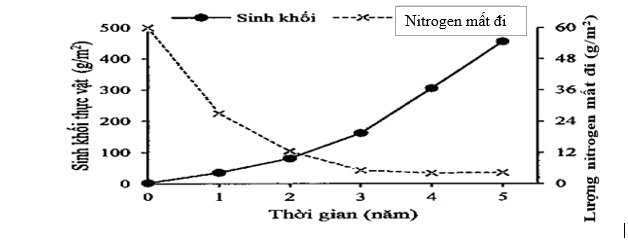 Sinh khối Nitrogen mất đi
Sinh khối thực vật (g/m²)
500
400
300
200
100
0
60
48
36
24
12
0
Lượng nitrogen mất đi (g/m²)
0 1 2 3 4 5
Thời gian (năm)